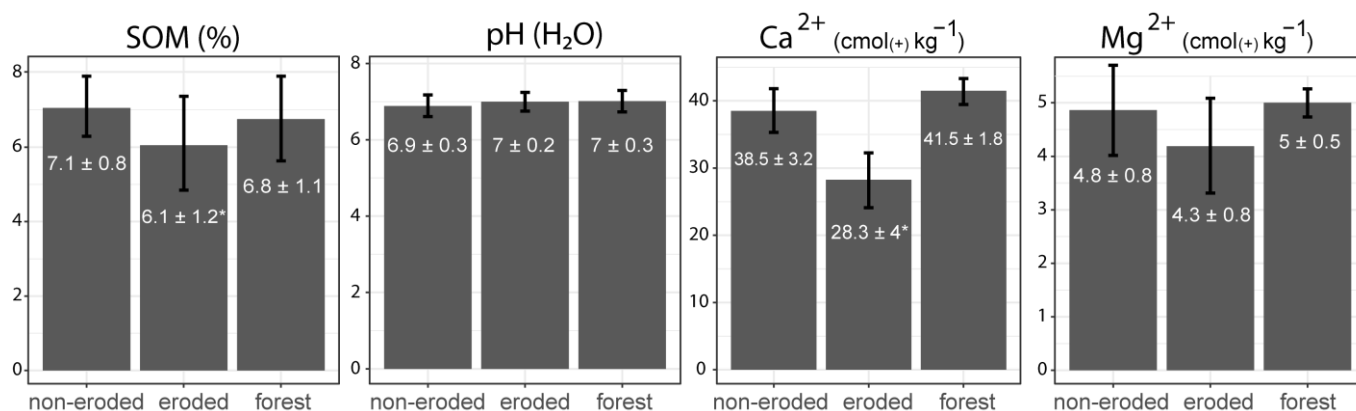 SOM (%)
8
6
4
2
0
7.1 ± 0.8
6.1 ± 1.2*
6.8 ± 1.1
non-eroded eroded forest
pH (H₂O)
8
6
4
2
0
6.9 ± 0.3
7 ± 0.2
7 ± 0.3
non-eroded eroded forest
Ca²⁺ (cmol₍₊₎ kg⁻¹)
40
30
20
10
0
38.5 ± 3.2
28.3 ± 4*
41.5 ± 1.8
non-eroded eroded forest
Mg²⁺ (cmol₍₊₎ kg⁻¹)
5
4
3
2
1
0
4.8 ± 0.8
4.3 ± 0.8
5 ± 0.5
non-eroded eroded forest